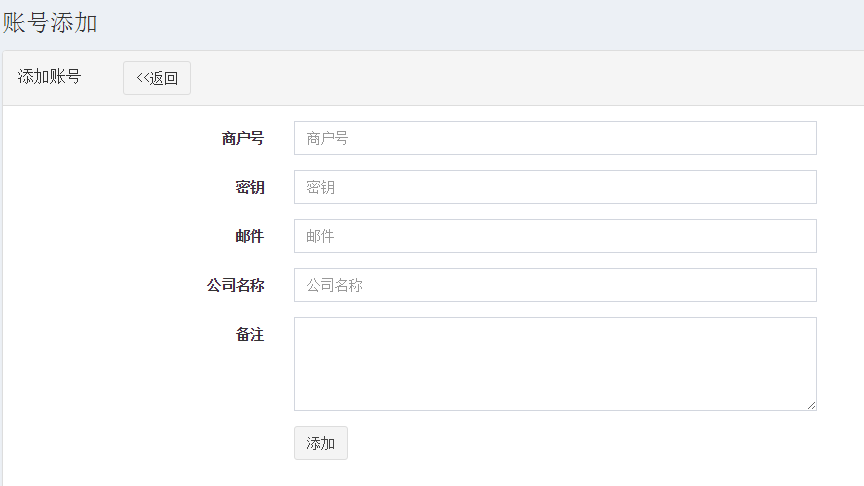 账号添加
添加账号 <<返回
商户号 商户号
密钥 密钥
邮件 邮件
公司名称 公司名称
备注
添加